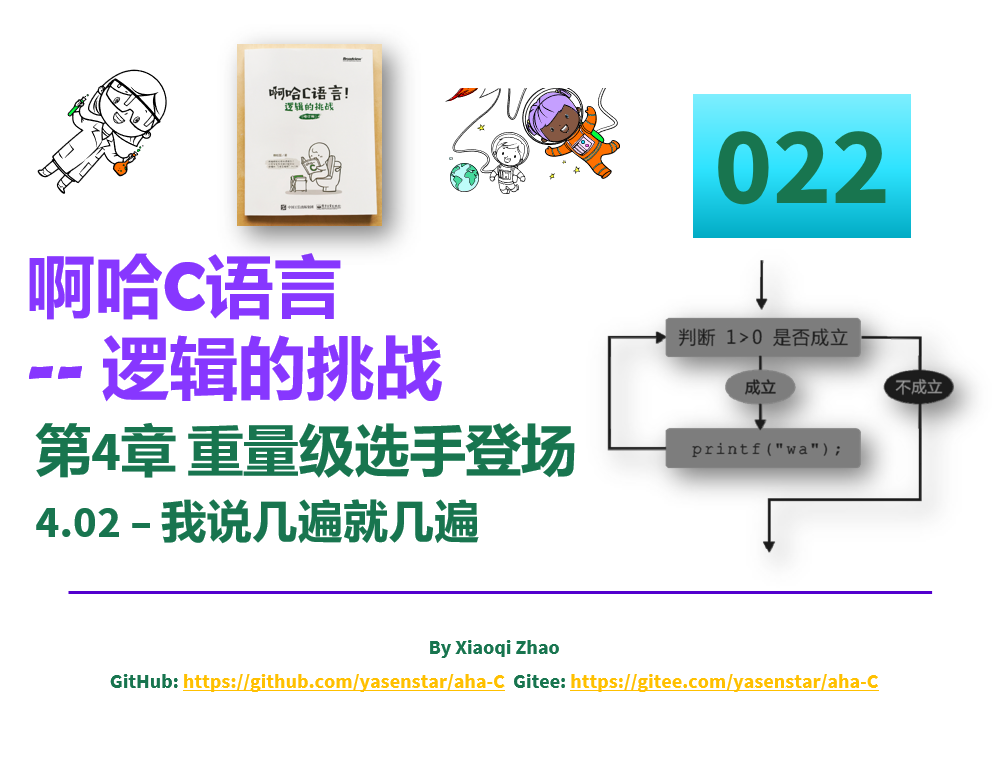 啊哈C语言!
逻辑的挑战
022
啊哈C语言
-- 逻辑的挑战
第4章 重量级选手登场
4.02 – 我说几遍就几遍
判断 1>0 是否成立
成立
不成立
printf("wa");
By Xiaoqi Zhao
GitHub: https://github.com/yasenstar/aha-C Gitee: https://gitee.com/yasenstar/aha-C